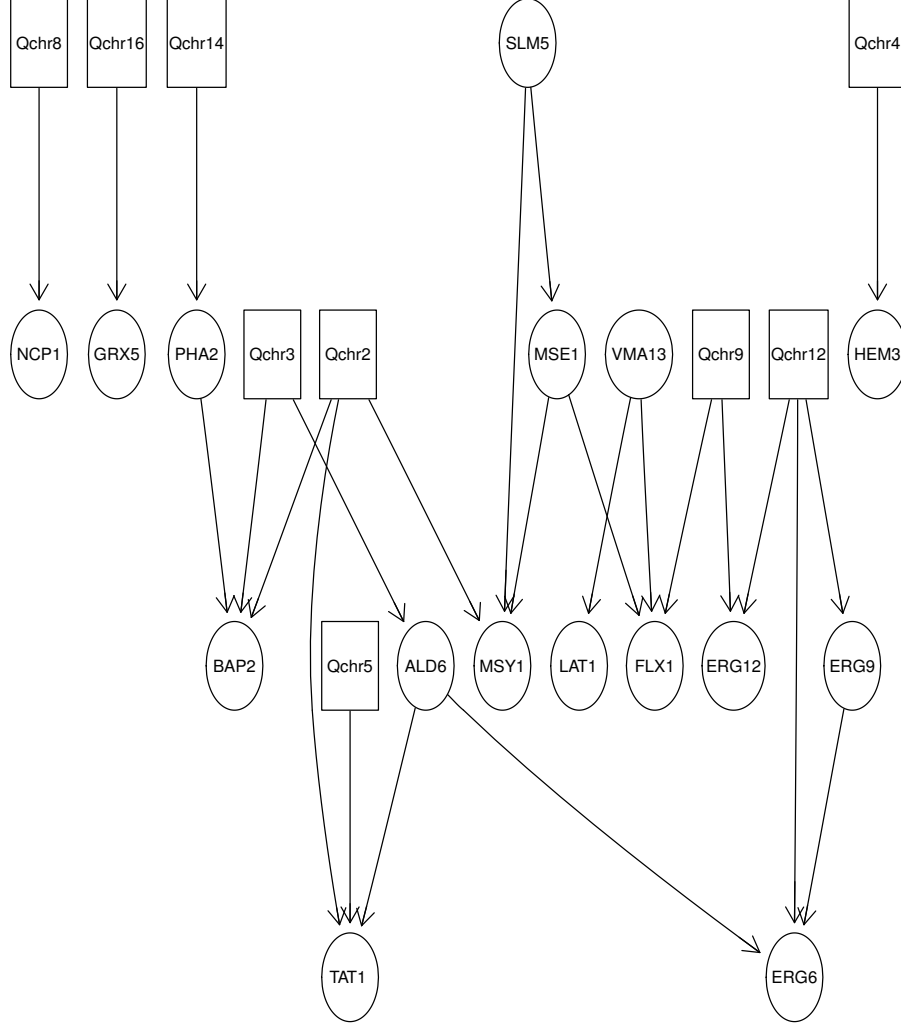 Qchr8
Qchr16
Qchr14
SLM5
Qchr4
NCP1
GRX5
PHA2
Qchr3
Qchr2
MSE1
VMA13
Qchr9
Qchr12
HEM3
BAP2
Qchr5
ALD6
MSY1
LAT1
FLX1
ERG12
ERG9
TAT1
ERG6